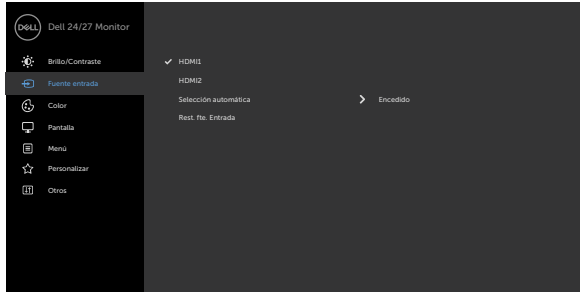 DELL Dell 24/27 Monitor
Brillo/Contraste
Fuente entrada
Color
Pantalla
Menú
Personalizar
Otros
HDMI1
HDMI2
Selección automática Encedido
Rest. fte. Entrada